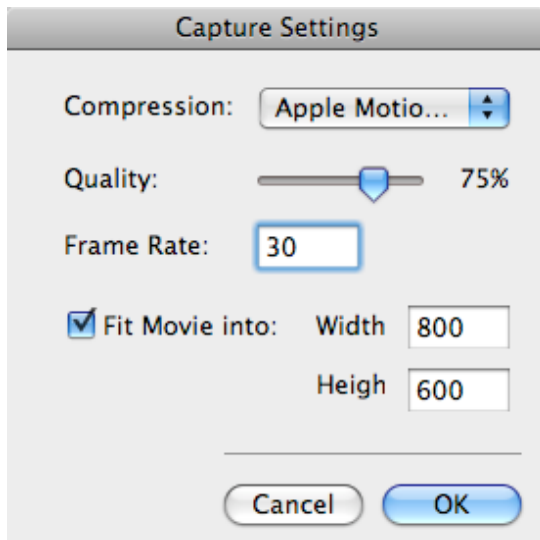 Capture Settings
Compression: Apple Motio...
Quality: 75%
Frame Rate: 30
Fit Movie into: Width 800
Heigh 600
Cancel OK